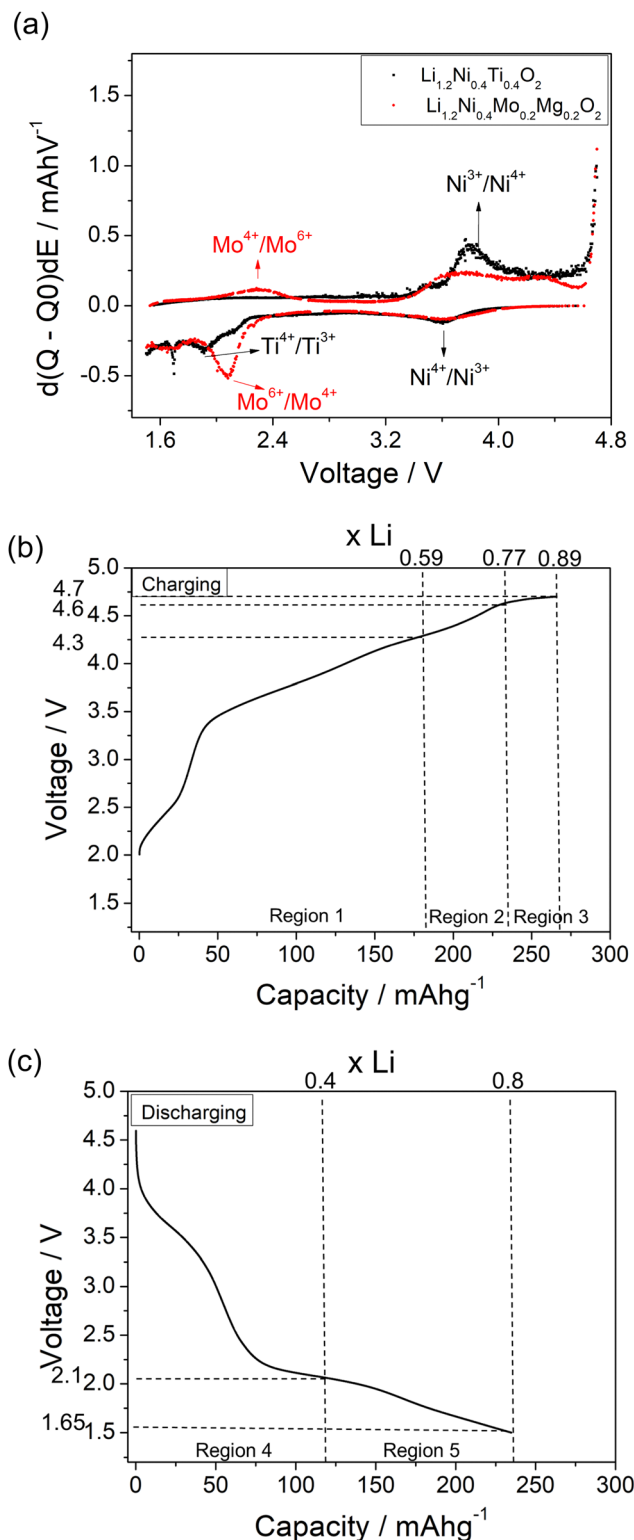 (a)
Li1.2Ni0.4Ti0.4O2
Li1.2Ni0.4Mo0.2Mg0.2O2
d(Q - Q0)dE / mAhV-1
1.5
1.0
0.5
0.0
-0.5
Ni3+/Ni4+
Mo4+/Mo6+
Ti4+/Ti3+
Mo6+/Mo4+
Ni4+/Ni3+
1.6 2.4 3.2 4.0 4.8
Voltage / V
(b)
x Li
0.59 0.77 0.89
Charging
Voltage / V
5.0
4.7
4.6
4.5
4.3
4.0
3.5
3.0
2.5
2.0
1.5
Region 1 Region 2 Region 3
0 50 100 150 200 250 300
Capacity / mAhg-1
(c)
x Li
0.4 0.8
Discharging
Voltage / V
5.0
4.5
4.0
3.5
3.0
2.5
2.1
2.0
1.65
1.5
Region 4 Region 5
0 50 100 150 200 250 300
Capacity / mAhg-1